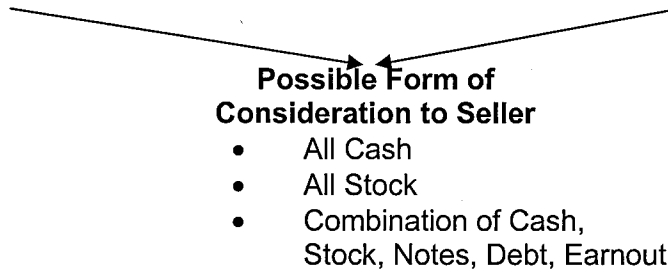 Possible Form of
Consideration to Seller
• All Cash
• All Stock
• Combination of Cash,
Stock, Notes, Debt, Earnout